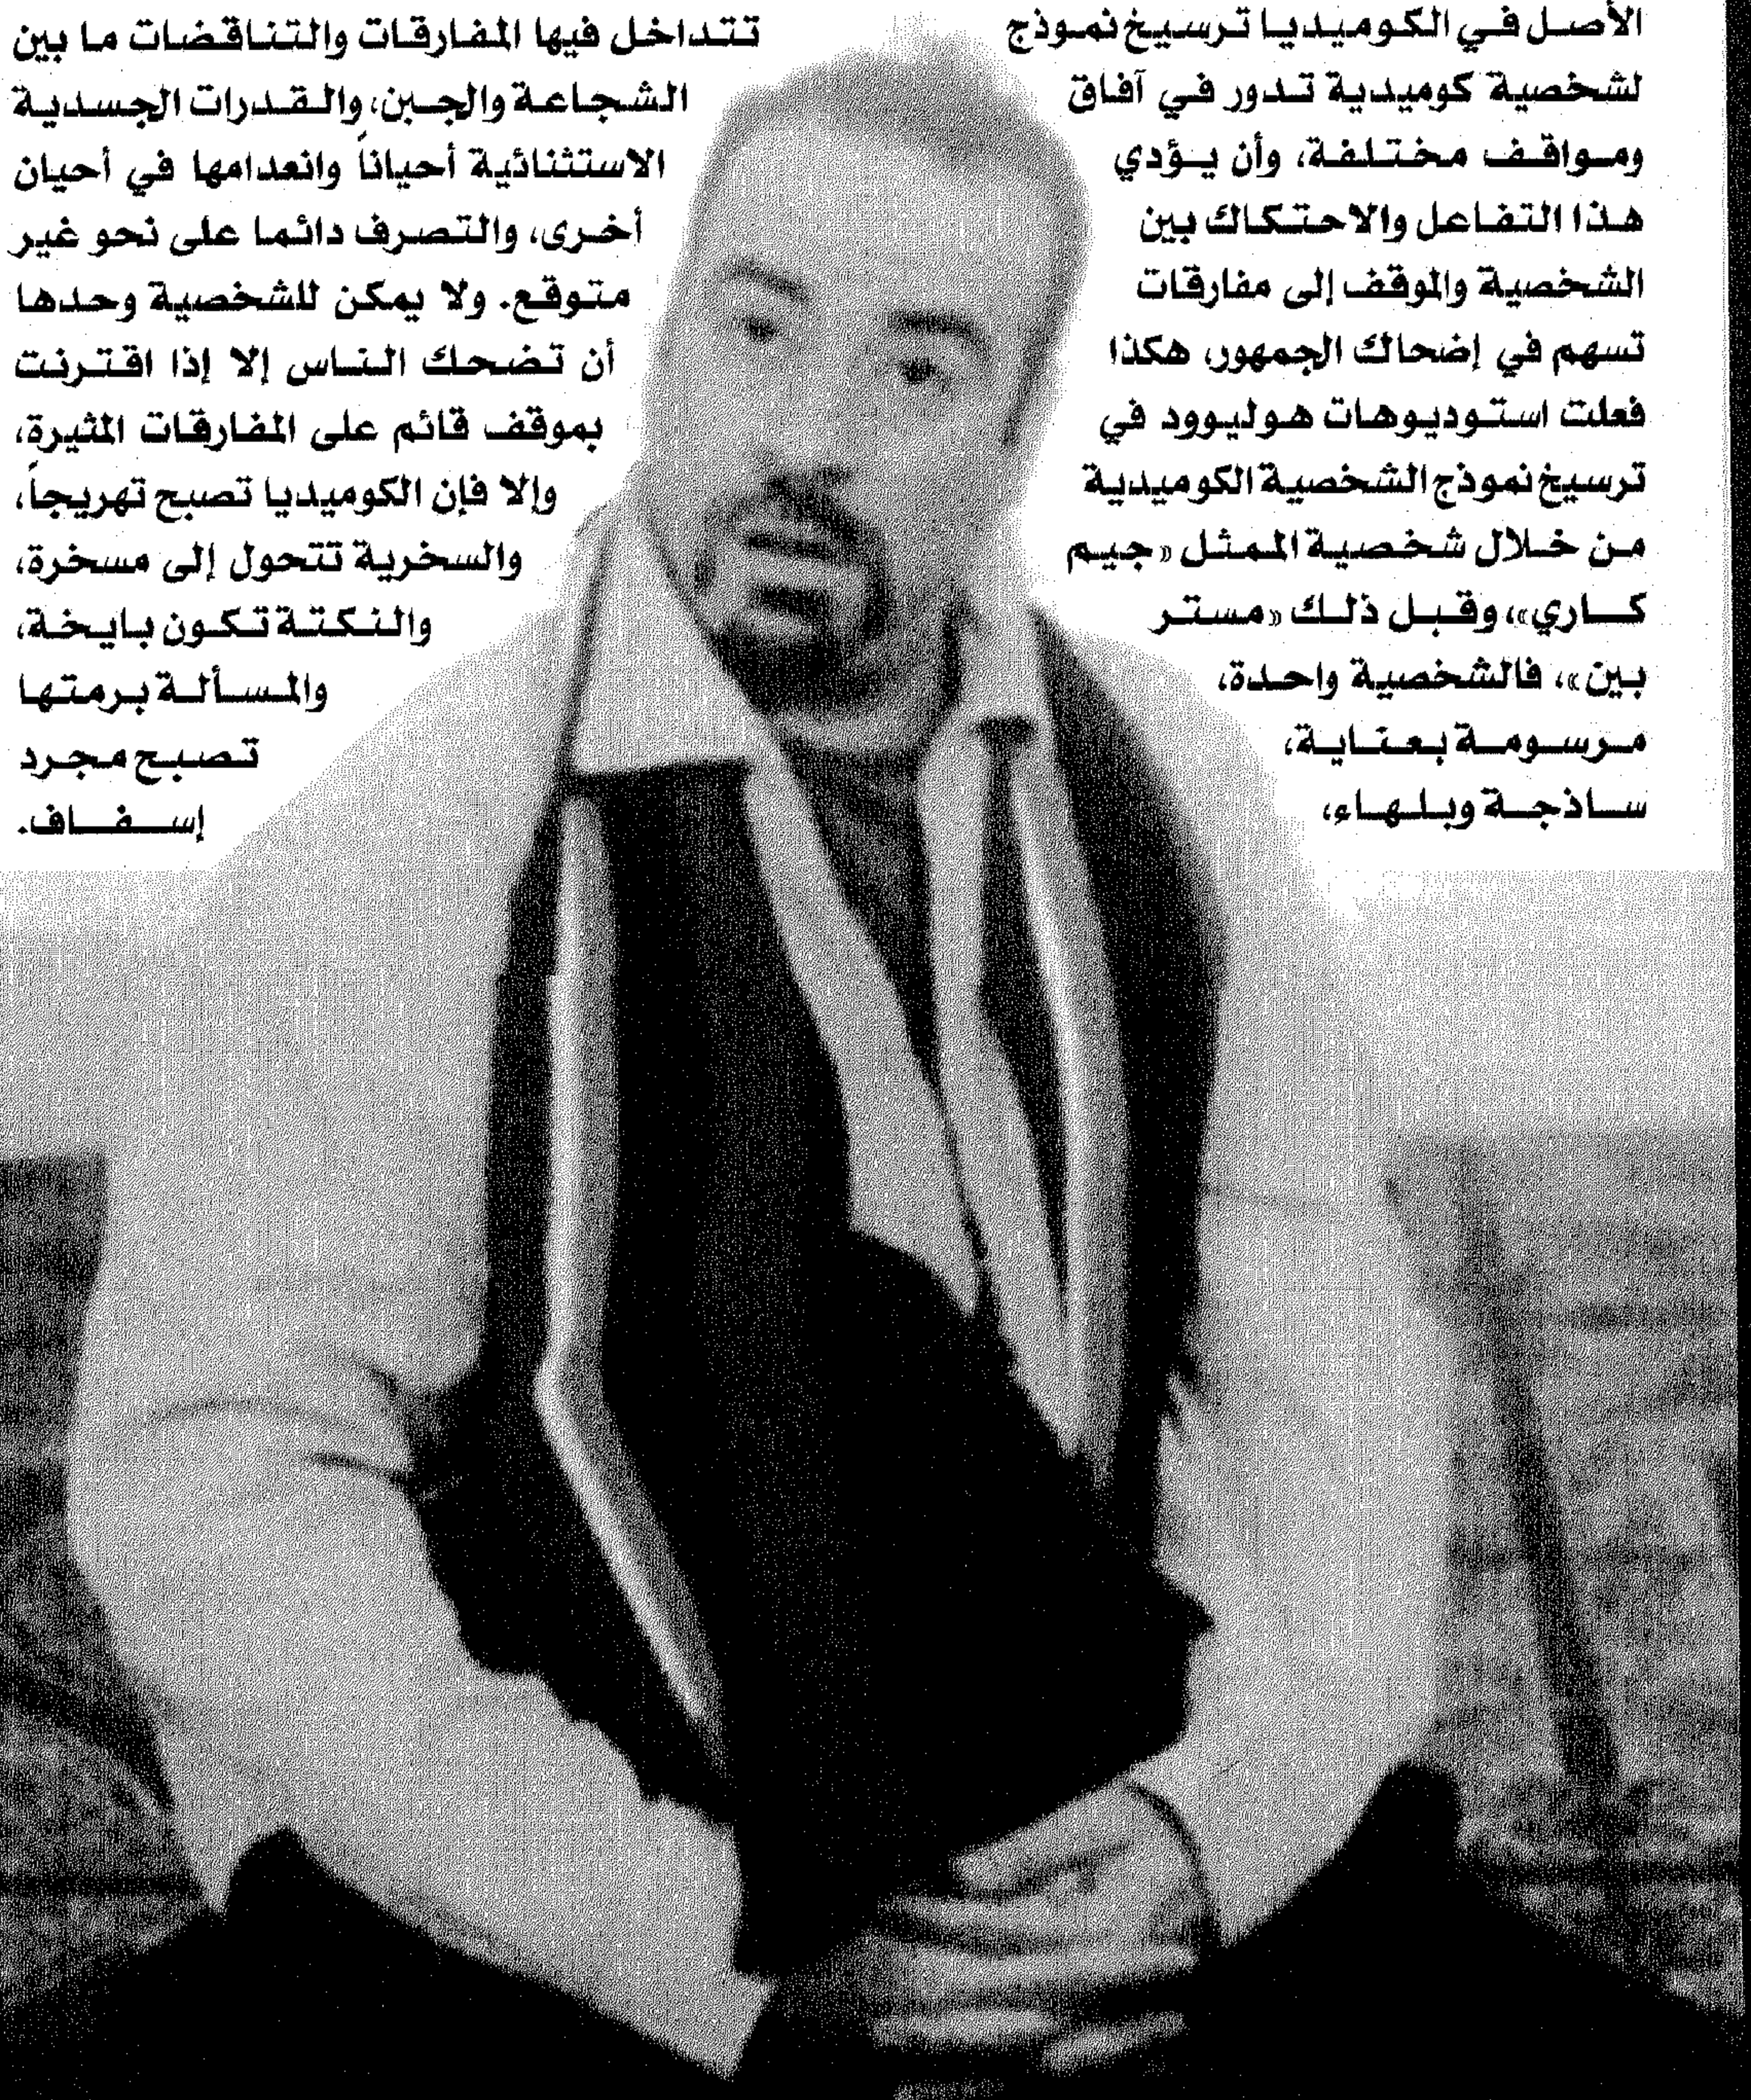 الأصل في الكوميديا ترسيخ نموذج
لشخصية كوميدية تدور في آفاق
ومواقف مختلفة، وأن يؤدي
هذا التفاعل والاحتكاك بين
الشخصية والموقف إلى مفارقات
تسهم في إضحاك الجمهور، هكذا
فعلت استوديوهات هوليوود في
ترسيخ نموذج الشخصية الكوميدية
من خلال شخصية الممثل «جيم
كاري»، وقبل ذلك «مستر
بين»، فالشخصية واحدة،
مرسومة بعناية،
ساذجة وبلهاء،
تتداخل فيها المفارقات والتناقضات ما بين
الشجاعة والجبن، والقدرات الجسدية
الاستثنائية أحياناً وانعدامها في أحيان
أخرى، والتصرف دائما على نحو غير
متوقع. ولا يمكن للشخصية وحدها
أن تضحك الناس إلا إذا اقترنت
بموقف قائم على المفارقات المثيرة،
وإلا فإن الكوميديا تصبح تهريجاً،
والسخرية تتحول إلى مسخرة،
والنكتة تكون بايخة،
والمسألة برمتها
تصبح مجرد
إسفاف.